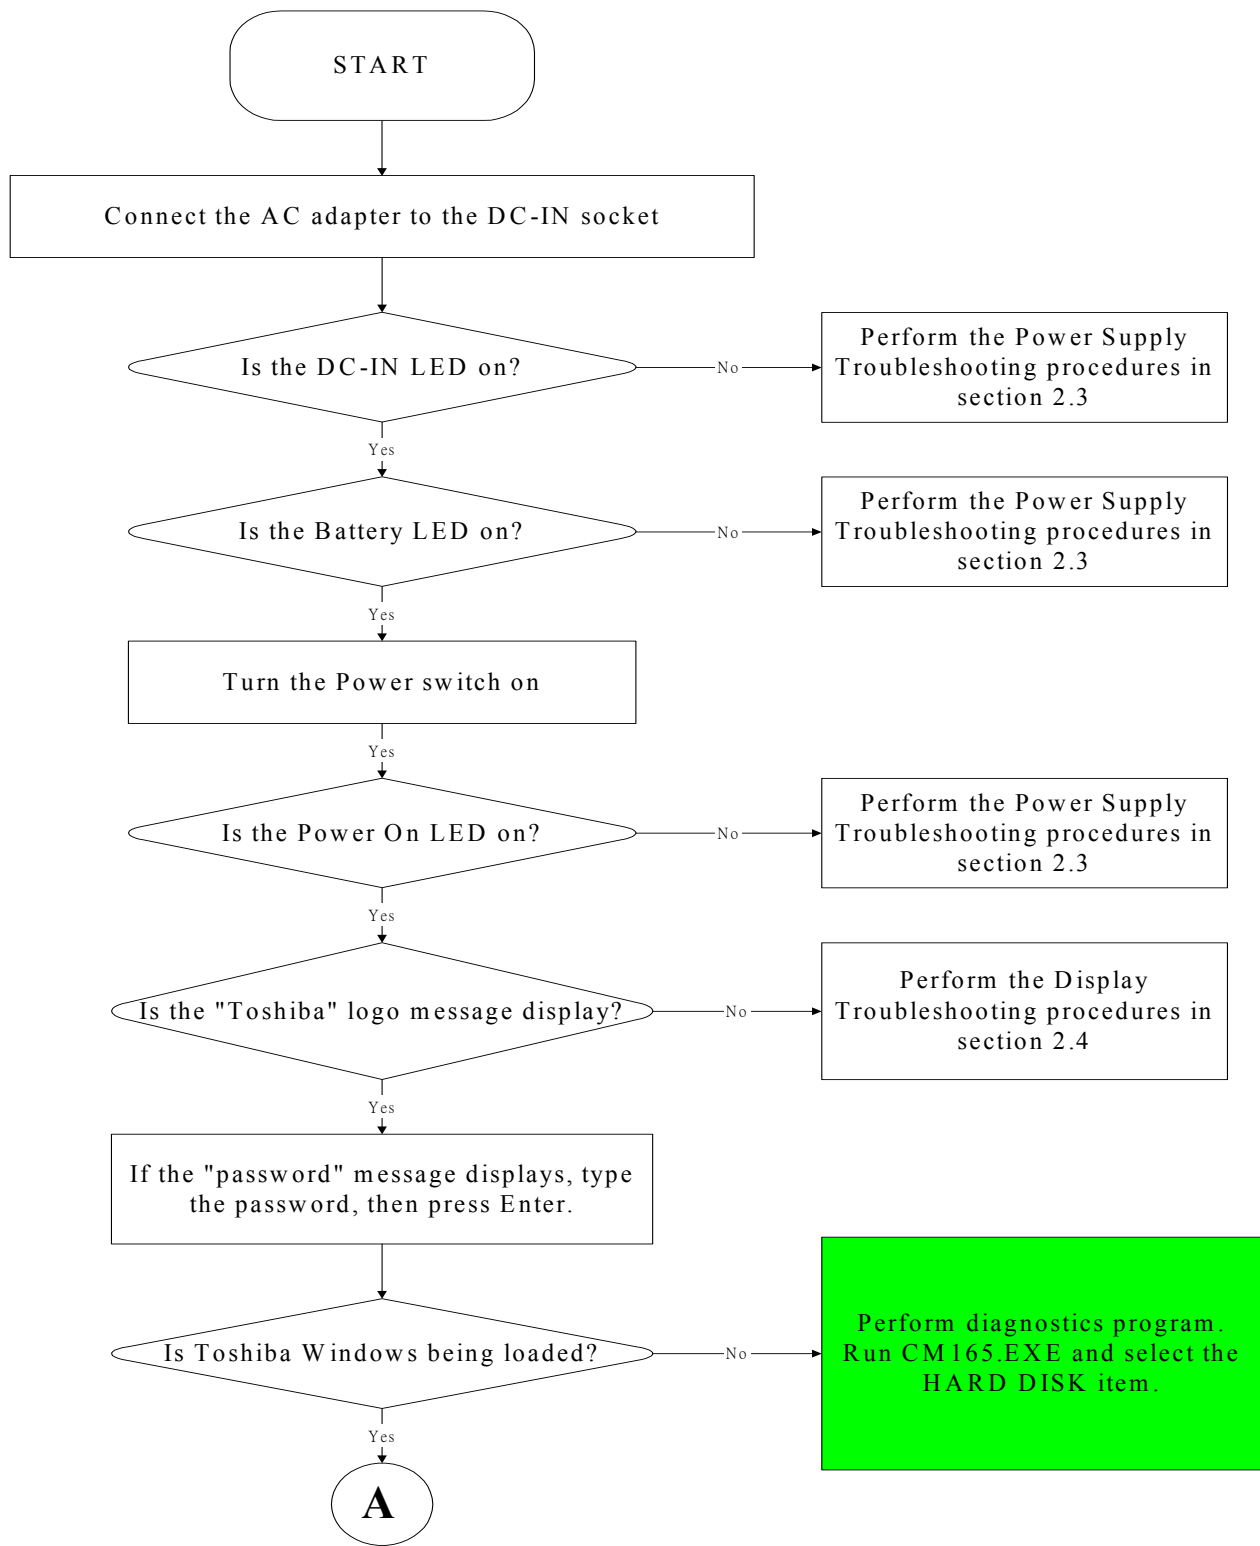 START
Connect the AC adapter to the DC-IN socket
Is the DC-IN LED on?
No
Perform the Power Supply
Troubleshooting procedures in
section 2.3
Yes
Is the Battery LED on?
No
Perform the Power Supply
Troubleshooting procedures in
section 2.3
Yes
Turn the Power switch on
Yes
Is the Power On LED on?
No
Perform the Power Supply
Troubleshooting procedures in
section 2.3
Yes
Is the "Toshiba" logo message display?
No
Perform the Display
Troubleshooting procedures in
section 2.4
Yes
If the "password" message displays, type
the password, then press Enter.
Is Toshiba Windows being loaded?
No
Perform diagnostics program.
Run CM165.EXE and select the
HARD DISK item.
Yes
A